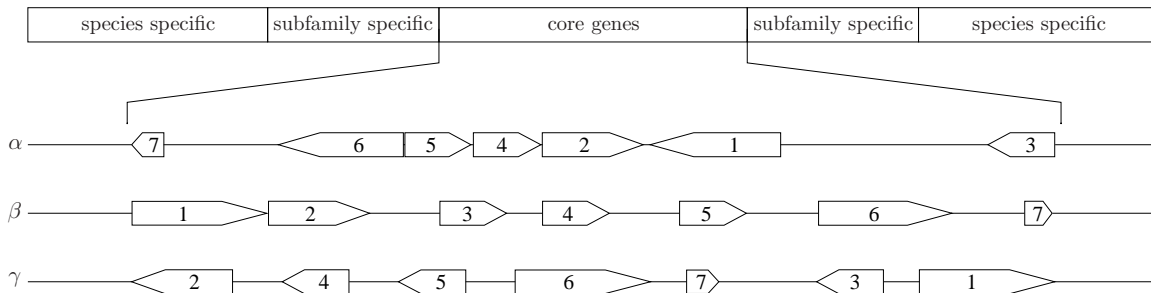 species specific subfamily specific core genes subfamily specific species specific
α 7 6 5 4 2 1 3
β 1 2 3 4 5 6 7
γ 2 4 5 6 7 3 1